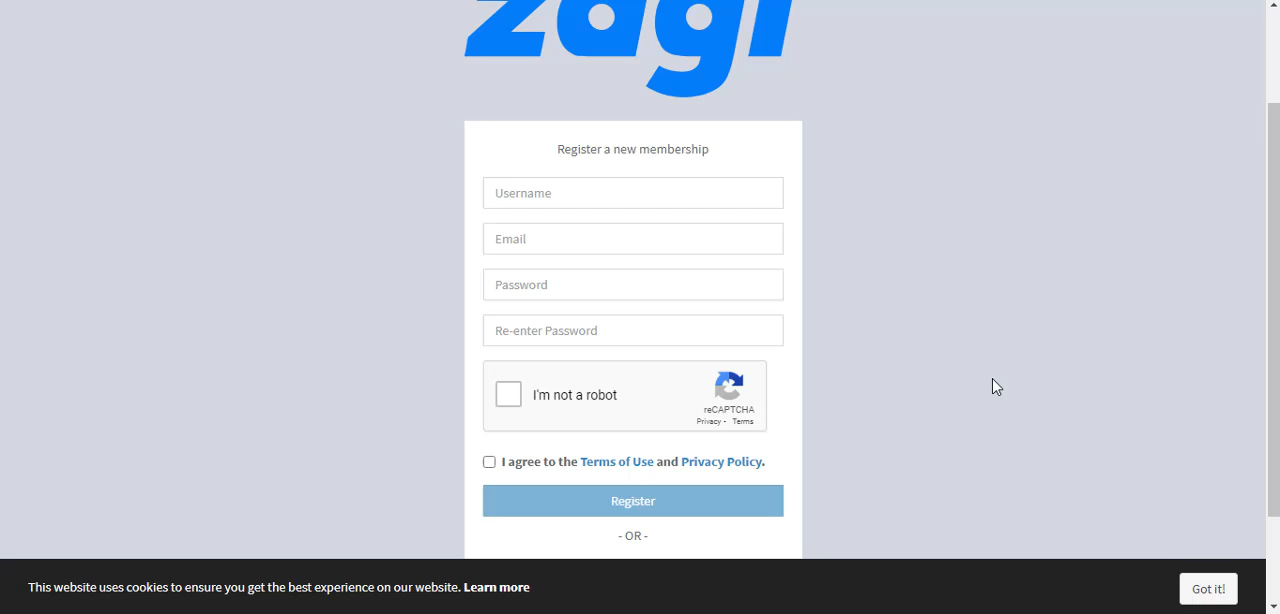 zagl
Register a new membership
Username
Email
Password
Re-enter Password
I'm not a robot
reCAPTCHA
Privacy - Terms
I agree to the Terms of Use and Privacy Policy.
Register
- OR -
This website uses cookies to ensure you get the best experience on our website. Learn more
Got it!